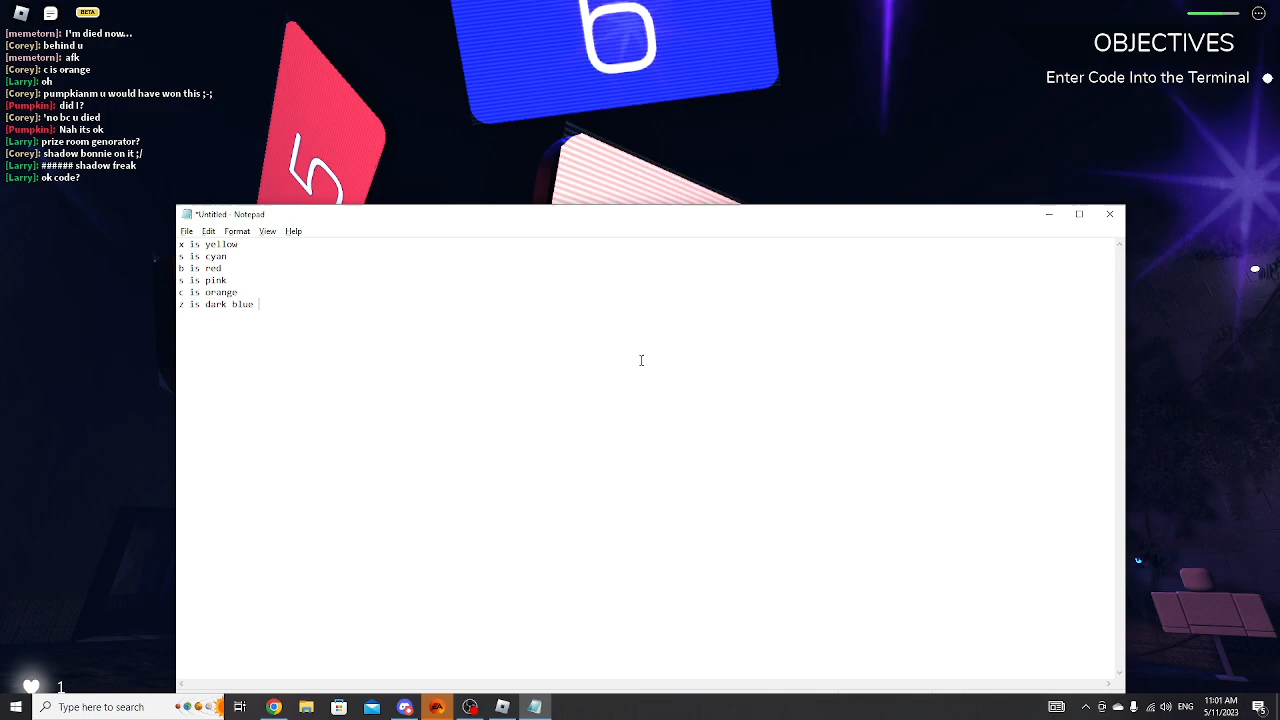 BETA
[memetorn]: I'm died now...
[Corey]: behind u
[memetorn]: afk
[Corey]: c is orange
[Larry]: oh
[Corey]: pumpkianm u would have won this ;-;
[Pumpkin]: did I?
[Corey]: 'no bc u died
[Pumpkin]: Nah its ok
[Larry]: prize room genorator?
[Corey]: shadow bonnie on it ;/
[Larry]: ###### shadow freak
[Larry]: ok code?
6
5
OBJECTIVES
Enter Code Into the Terminal
*Untitled - Notepad
File Edit Format View Help
x is yellow
s is cyan
b is red
s is pink
c is orange
z is dark blue
1
Type here to search
EA
ENG
11:01 AM
5/11/2023